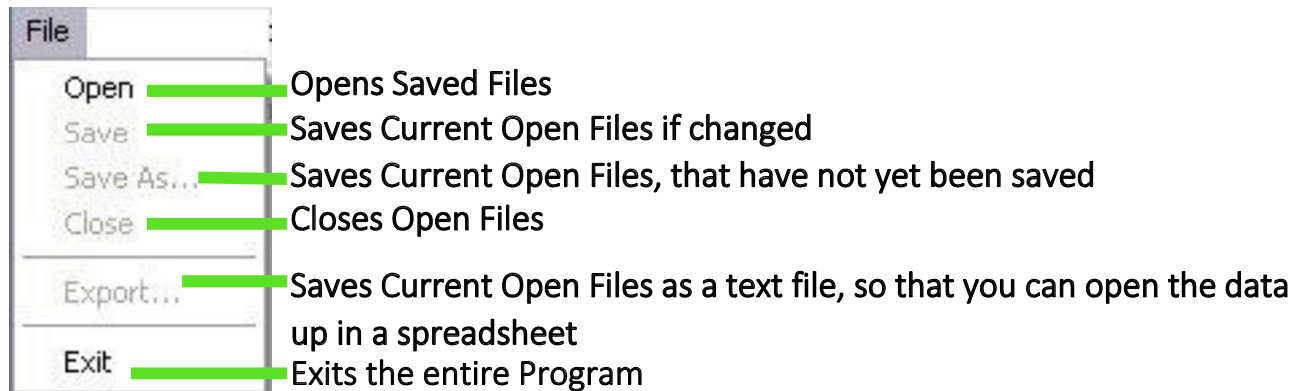 File
Open
Opens Saved Files
Save
Saves Current Open Files if changed
Save As...
Saves Current Open Files, that have not yet been saved
Close
Closes Open Files
Export...
Saves Current Open Files as a text file, so that you can open the data
up in a spreadsheet
Exit
Exits the entire Program